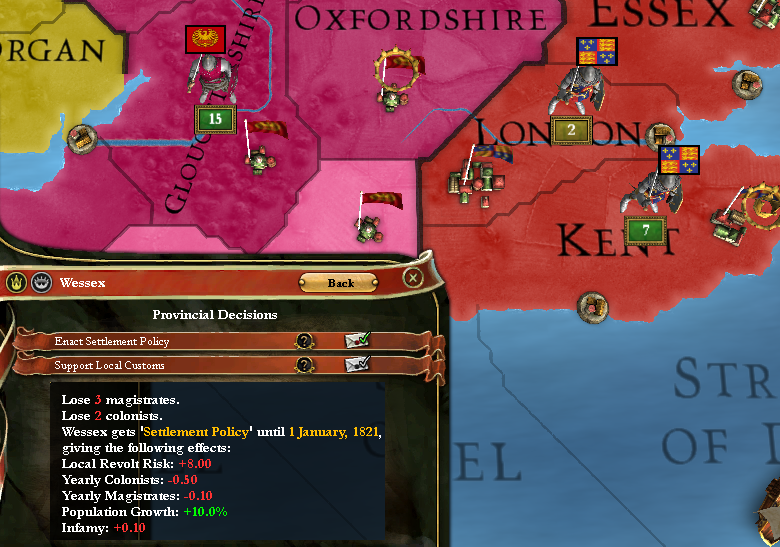 ORGAN
GLOUC SHIRE
OXFORDSHIRE
ESSEX
15
2
LONDON
7
KENT
Wessex
Back
Provincial Decisions
Enact Settlement Policy
?
Support Local Customs
?
Lose 3 magistrates.
Lose 2 colonists.
Wessex gets 'Settlement Policy' until 1 January, 1821,
giving the following effects:
Local Revolt Risk: +8.00
Yearly Colonists: -0.50
Yearly Magistrates: -0.10
Population Growth: +10.0%
Infamy: +0.10
EL
STR
OF D